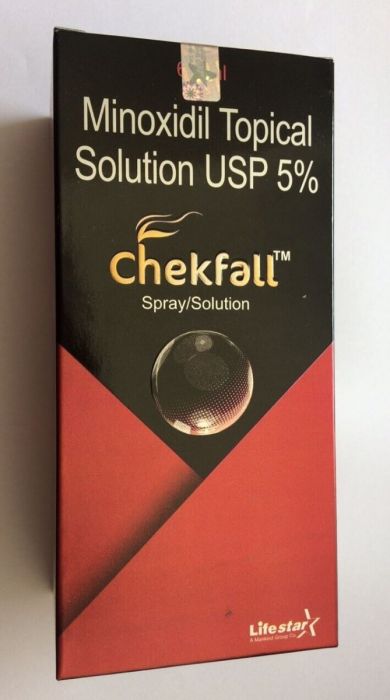 Minoxidil Topical
Solution USP 5%
Chekfall™
Spray/Solution
Lifestar
A Mankind Group Co.